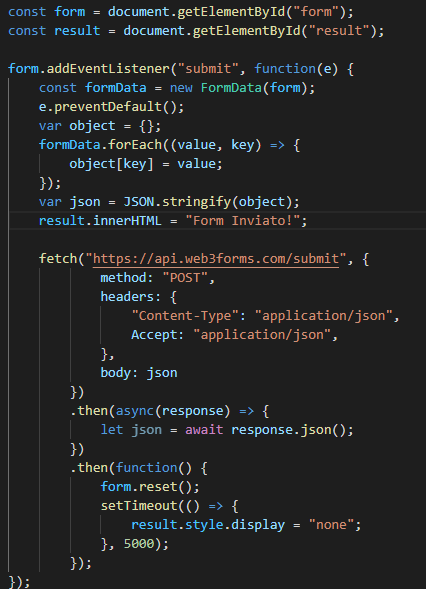 const form = document.getElementById("form");
const result = document.getElementById("result");

form.addEventListener("submit", function(e) {
    const formData = new FormData(form);
    e.preventDefault();
    var object = {};
    formData.forEach((value, key) => {
        object[key] = value;
    });
    var json = JSON.stringify(object);
    result.innerHTML = "Form Inviato!";

    fetch("https://api.web3forms.com/submit", {
            method: "POST",
            headers: {
                "Content-Type": "application/json",
                Accept: "application/json",
            },
            body: json
        })
        .then(async(response) => {
            let json = await response.json();
        })
        .then(function() {
            form.reset();
            setTimeout(() => {
                result.style.display = "none";
            }, 5000);
        });
});